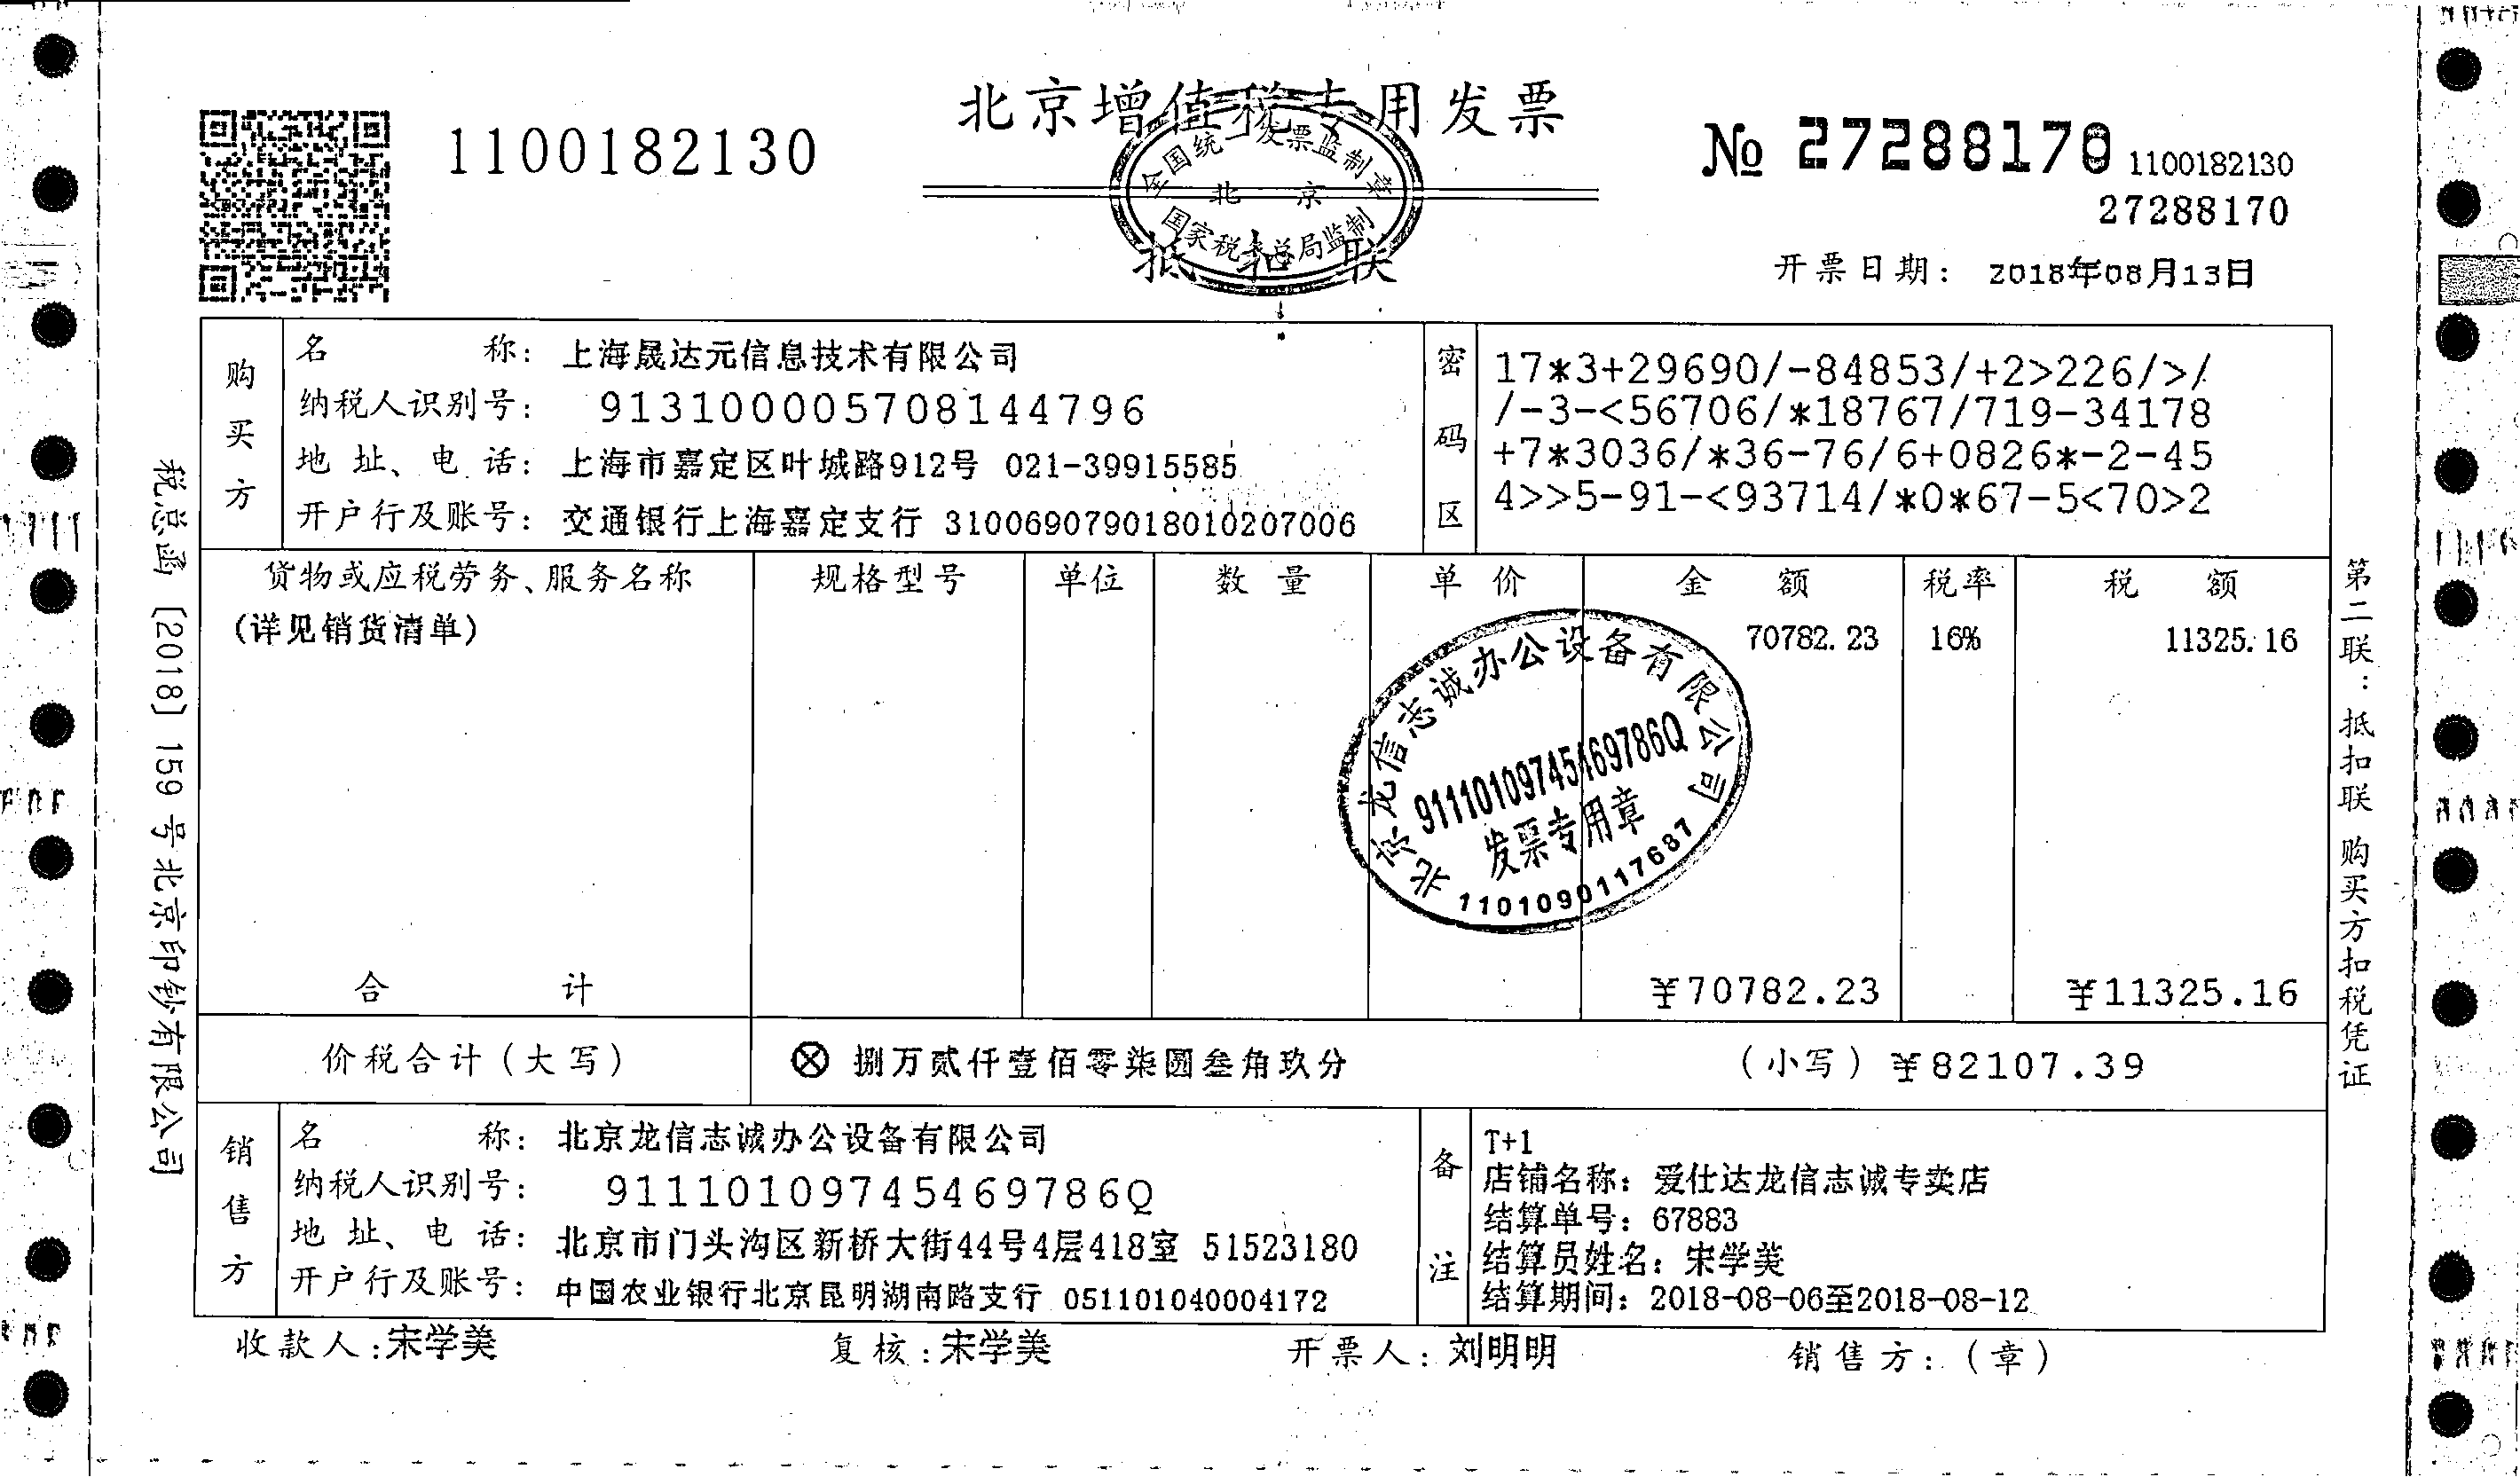 北京增值税专用发票
1100182130
№ 27288170 1100182130
27288170
全国统一发票监制章
北京
国家税务总局监制
抵扣联
开票日期: 2018年08月13日
购买方
名称: 上海晟达元信息技术有限公司
纳税人识别号: 913100005708144796
地址、电话: 上海市嘉定区叶城路912号 021-39915585
开户行及账号: 交通银行上海嘉定支行 310069079018010207006
密码区
17*3+29690/-84853/+2>226/>/
/-3-<56706/*18767/719-34178
+7*3036/*36-76/6+0826*-2-45
4>>5-91-<93714/*0*67-5<70>2
货物或应税劳务、服务名称 规格型号 单位 数量 单价 金额 税率 税额
(详见销货清单) 70782.23 16% 11325.16
北京龙信志诚办公设备有限公司
91110109745469786Q
发票专用章
1101090117687
合计 ¥70782.23 ¥11325.16
价税合计(大写) ⊗ 捌万贰仟壹佰零柒圆叁角玖分 (小写) ¥82107.39
销售方
名称: 北京龙信志诚办公设备有限公司
纳税人识别号: 91110109745469786Q
地址、电话: 北京市门头沟区新桥大街44号4层418室 51523180
开户行及账号: 中国农业银行北京昆明湖南路支行 051101040004172
备注
T+1
店铺名称: 爱仕达龙信志诚专卖店
结算单号: 67883
结算员姓名: 宋学美
结算期间: 2018-08-06至2018-08-12
收款人:宋学美 复核:宋学美 开票人: 刘明明 销售方: (章)
税总函[2018]159号北京印钞有限公司
第二联:抵扣联 购买方扣税凭证